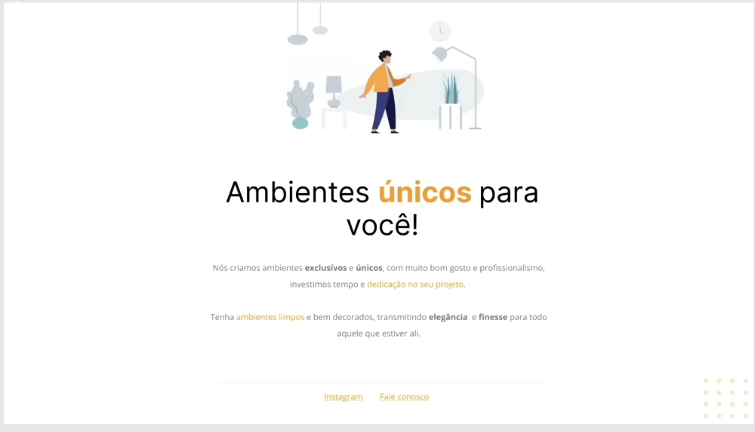 Ambientes únicos para
você!
Nós criamos ambientes exclusívos e únicos, com muito bom gosto e profissionalismo,
investimos tempo e dedicação no seu projeto.
Tenha ambientes limpos e bem decorados, transmitindo elegância e finesse para todo
aquele que estiver ali.
Instagram Fale conosco